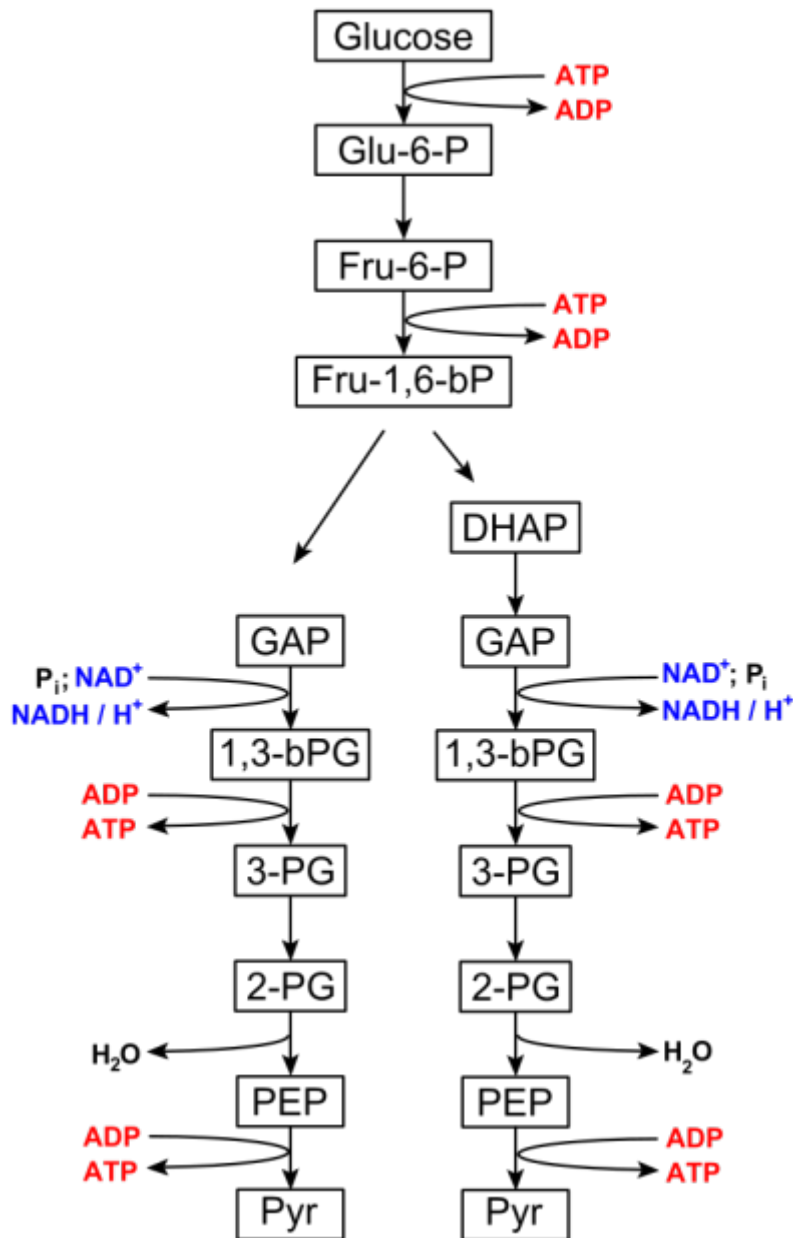 Glucose
ATP
ADP
Glu-6-P
Fru-6-P
ATP
ADP
Fru-1,6-bP
DHAP
GAP
GAP
Pᵢ; NAD⁺
NAD⁺; Pᵢ
NADH / H⁺
NADH / H⁺
1,3-bPG
1,3-bPG
ADP
ADP
ATP
ATP
3-PG
3-PG
2-PG
2-PG
H₂O
H₂O
PEP
PEP
ADP
ADP
ATP
ATP
Pyr
Pyr